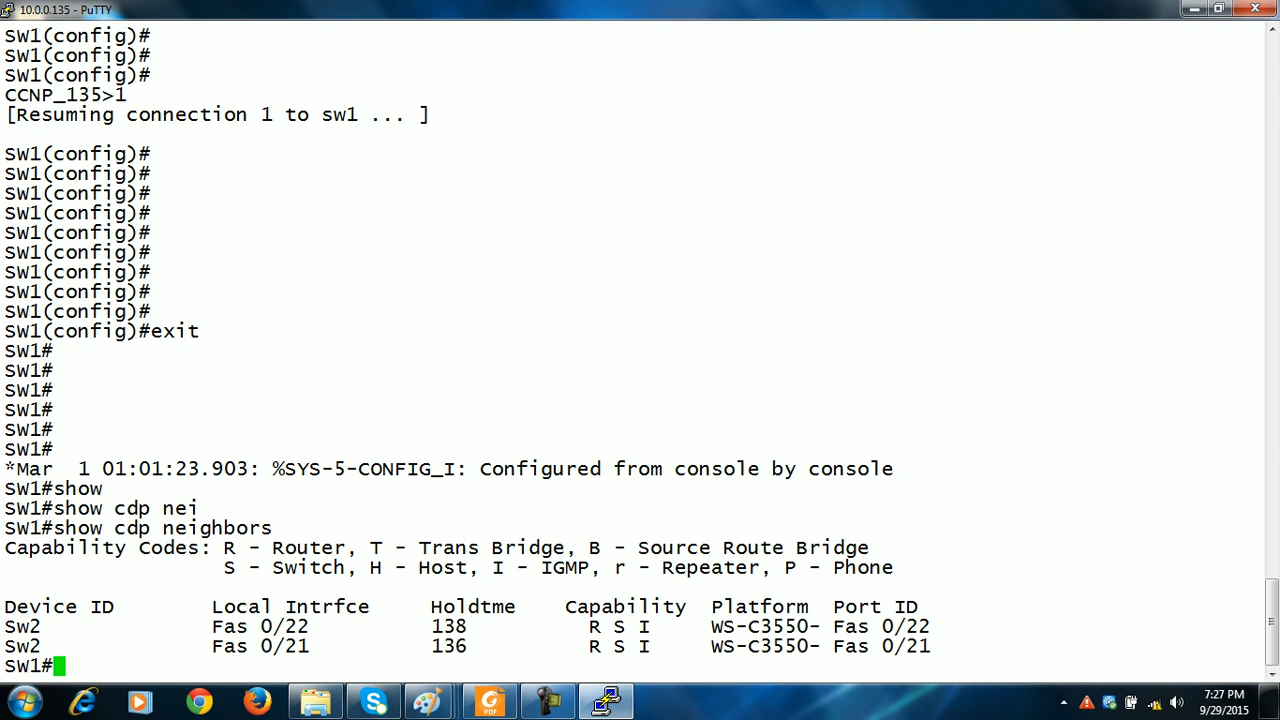 10.0.0.135 - PuTTY
sw1(config)#
sw1(config)#
sw1(config)#
CCNP_135>1
[Resuming connection 1 to sw1 ... ]
sw1(config)#
sw1(config)#
sw1(config)#
sw1(config)#
sw1(config)#
sw1(config)#
sw1(config)#
sw1(config)#
sw1(config)#
sw1(config)#exit
sw1#
sw1#
sw1#
sw1#
sw1#
sw1#
*Mar  1 01:01:23.903: %SYS-5-CONFIG_I: Configured from console by console
sw1#show
sw1#show cdp nei
sw1#show cdp neighbors
Capability Codes: R - Router, T - Trans Bridge, B - Source Route Bridge
                  S - Switch, H - Host, I - IGMP, r - Repeater, P - Phone
Device ID        Local Intrfce     Holdtme    Capability  Platform  Port ID
Sw2              Fas 0/22          138          R S I     WS-C3550- Fas 0/22
Sw2              Fas 0/21          136          R S I     WS-C3550- Fas 0/21
sw1#
PDF
7:27 PM
9/29/2015